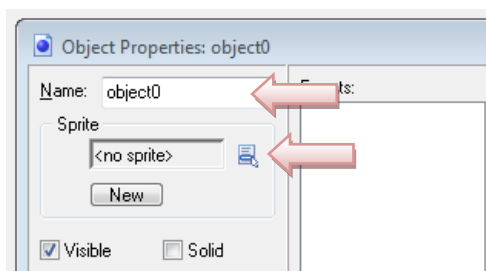 Object Properties: object0
Name: object0
Sprite
<no sprite>
New
Visible Solid